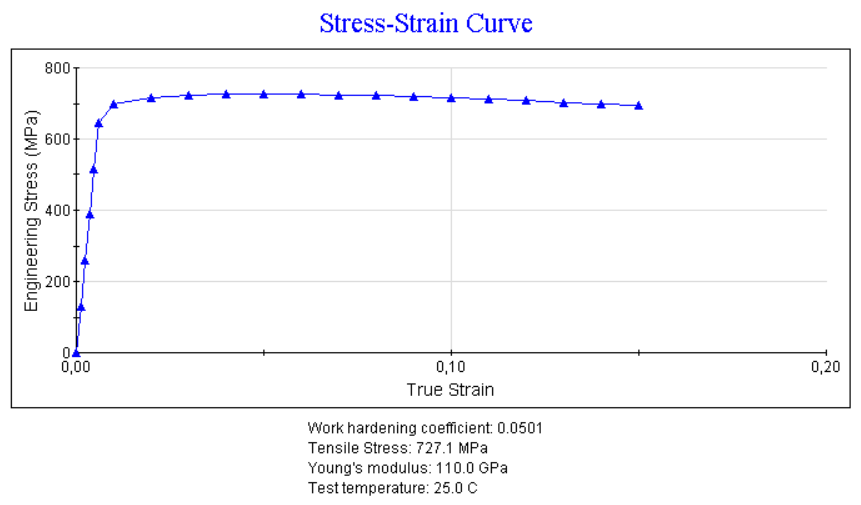 Stress-Strain Curve
800
600
400
200
0
Engineering Stress (MPa)
0,00
0,10
0,20
True Strain
Work hardening coefficient: 0.0501
Tensile Stress: 727.1 MPa
Young's modulus: 110.0 GPa
Test temperature: 25.0 C